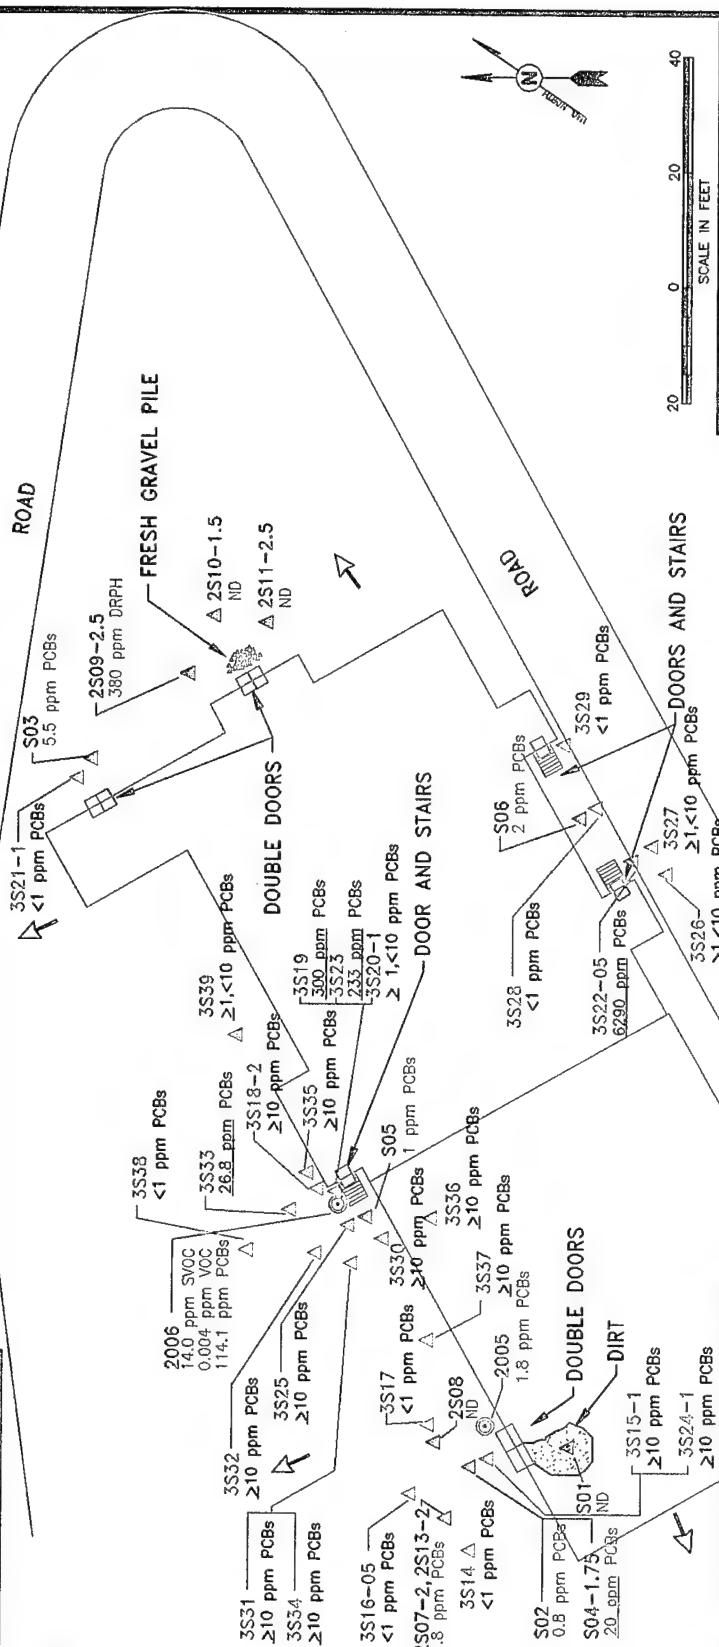 ROAD
40
20
0
20
SCALE IN FEET
N
S03
5.5 ppm PCBs
2S09-2.5
380 ppm DRPH
FRESH GRAVEL PILE
2S10-1.5
ND
2S11-2.5
ND
3S21-1
<1 ppm PCBs
DOUBLE DOORS
ROAD
DOORS AND STAIRS
3S29
<1 ppm PCBs
S06
2 ppm PCBs
3S27
≥1,<10 ppm PCBs
3S26-
≥1,<10 ppm PCBs
3S28
<1 ppm PCBs
3S22-05
6290 ppm PCBs
3S39
≥1,<10 ppm PCBs
3S19
300 ppm PCBs
3S23
233 ppm PCBs
3S20-1
≥ 1,<10 ppm PCBs
DOOR AND STAIRS
3S18-2
≥10 ppm PCBs
3S35
≥10 ppm PCBs
3S38
<1 ppm PCBs
3S33
26.8 ppm PCBs
S05
1 ppm PCBs
2006
14.0 ppm SVOC
0.004 ppm VOC
114.1 ppm PCBs
3S30
≥10 ppm PCBs
3S36
≥10 ppm PCBs
3S37
≥10 ppm PCBs
3S25
≥10 ppm PCBs
3S32
≥10 ppm PCBs
3S17
<1 ppm PCBs
2S08
ND
2005
1.8 ppm PCBs
DOUBLE DOORS
DIRT
3S31
≥10 ppm PCBs
3S34
≥10 ppm PCBs
3S16-05
<1 ppm PCBs
2S13-2
.8 ppm PCBs
3S14
<1 ppm PCBs
S01
ND
3S15-1
≥10 ppm PCBs
3S24-1
≥10 ppm PCBs
S02
0.8 ppm PCBs
S04-1.75
20 ppm PCBs